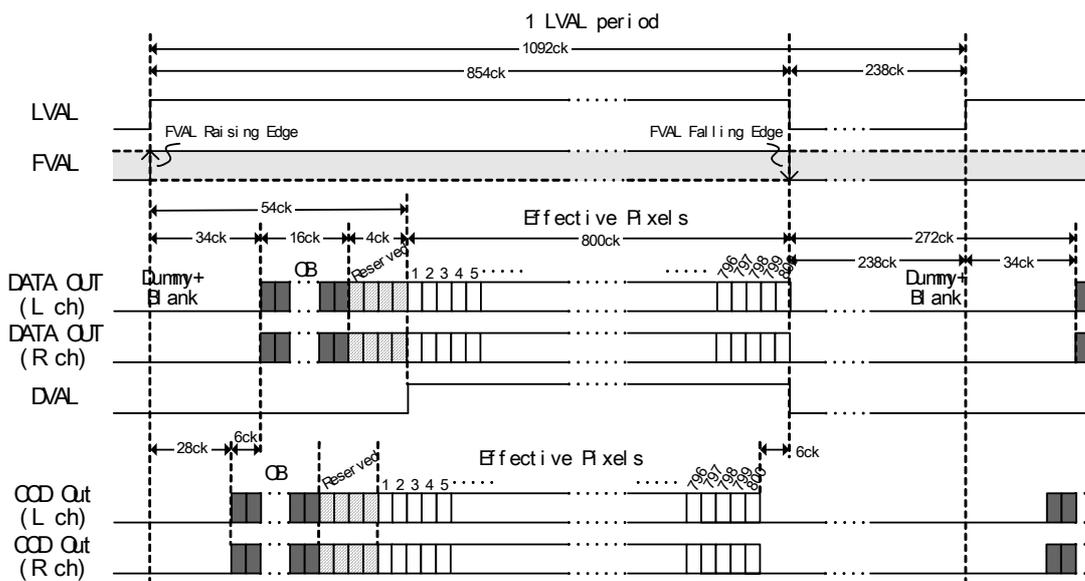 1 LVAL period
1092ck
854ck
238ck
LVAL
FVAL Raising Edge
FVAL Falling Edge
FVAL
54ck
Effective Pixels
34ck
16ck
4ck
800ck
272ck
238ck
34ck
OB
Reserved
1 2 3 4 5
796 797 798 799 800
DATA OUT
(L ch)
Dummy+
Blank
Dummy+
Blank
DATA OUT
(R ch)
DVAL
28ck
6ck
6ck
OB
Reserved
Effective Pixels
1 2 3 4 5
796 797 798 799 800
CCD Out
(L ch)
CCD Out
(R ch)